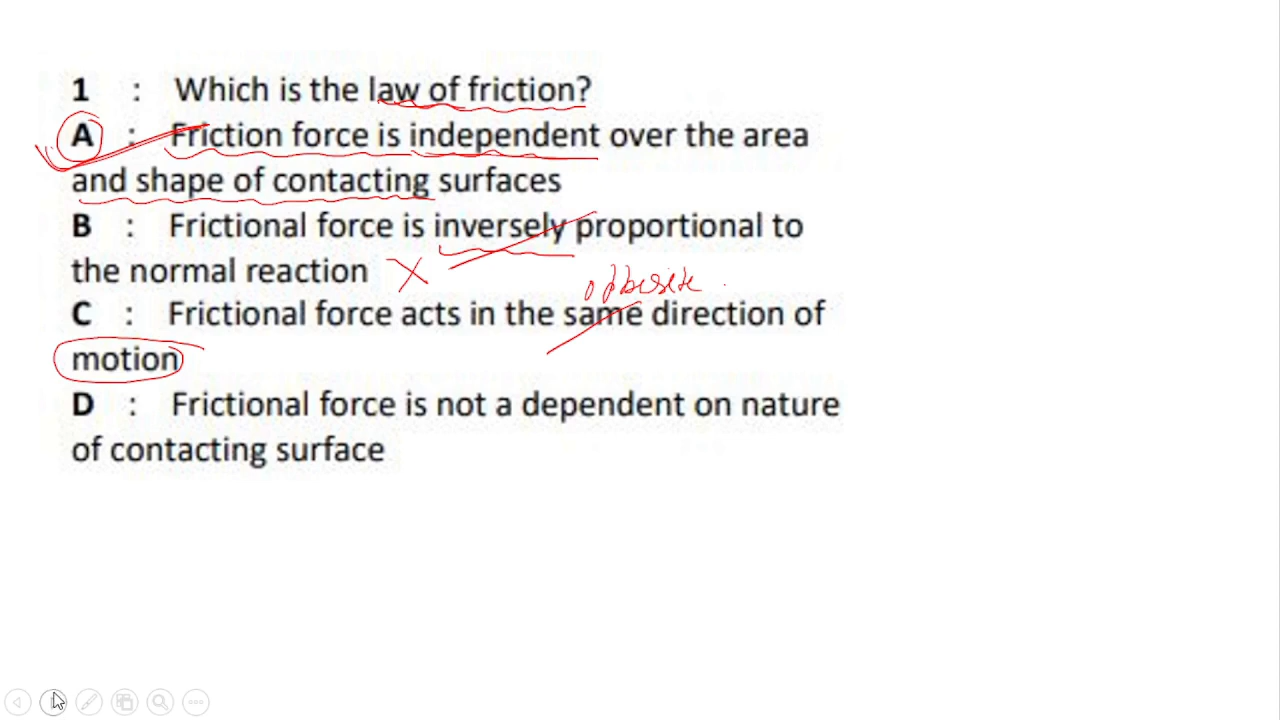 1 : Which is the law of friction?
A : Friction force is independent over the area
and shape of contacting surfaces
B : Frictional force is inversely proportional to
the normal reaction
opposite
C : Frictional force acts in the same direction of
motion
D : Frictional force is not a dependent on nature
of contacting surface